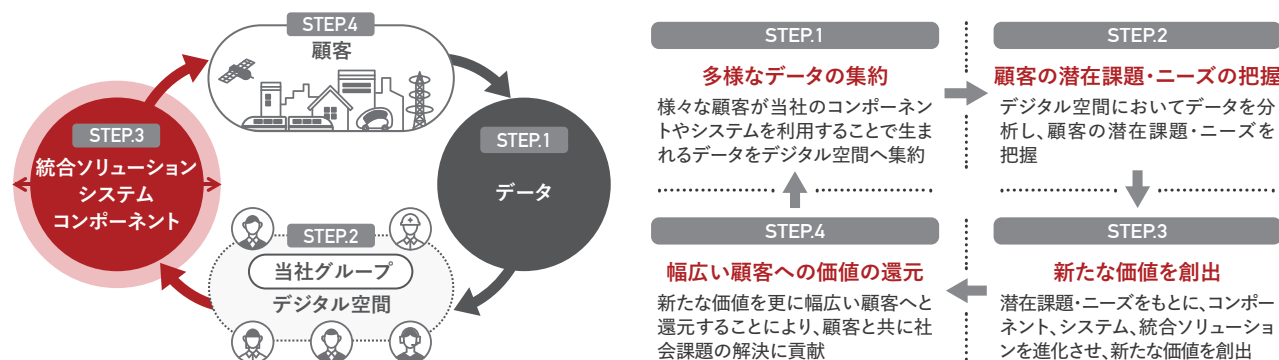 STEP.4
顧客
STEP.3
統合ソリューション
システム
コンポーネント
STEP.1
データ
STEP.2
当社グループ
デジタル空間
STEP.1
多様なデータの集約
様々な顧客が当社のコンポーネン
トやシステムを利用することで生ま
れるデータをデジタル空間へ集約
STEP.2
顧客の潜在課題・ニーズの把握
デジタル空間においてデータを分
析し、顧客の潜在課題・ニーズを
把握
STEP.4
幅広い顧客への価値の還元
新たな価値を更に幅広い顧客へと
還元することにより、顧客と共に社
会課題の解決に貢献
STEP.3
新たな価値を創出
潜在課題・ニーズをもとに、コンポー
ネント、システム、統合ソリューショ
ンを進化させ、新たな価値を創出